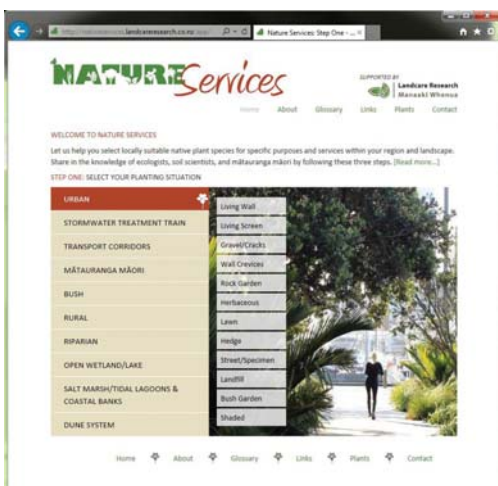 landcareresearch.co.nz
Nature Services: Step One - ...
NATURE Services
SUPPORTED BY
Landcare Research
Manaaki Whenua
Home About Glossary Links Plants Contact
WELCOME TO NATURE SERVICES
Let us help you select locally suitable native plant species for specific purposes and services within your region and landscape.
Share in the knowledge of ecologists, soil scientists, and mātauranga māori by following these three steps. [Read more...]
STEP ONE: SELECT YOUR PLANTING SITUATION
URBAN
STORMWATER TREATMENT TRAIN
TRANSPORT CORRIDORS
MĀTAURANGA MĀORI
BUSH
RURAL
RIPARIAN
OPEN WETLAND/LAKE
SALT MARSH/TIDAL LAGOONS &
COASTAL BANKS
DUNE SYSTEM
Living Wall
Living Screen
Gravel/Cracks
Wall Crevices
Rock Garden
Herbaceous
Lawn
Hedge
Street/Specimen
Landfill
Bush Garden
Shaded
Home About Glossary Links Plants Contact